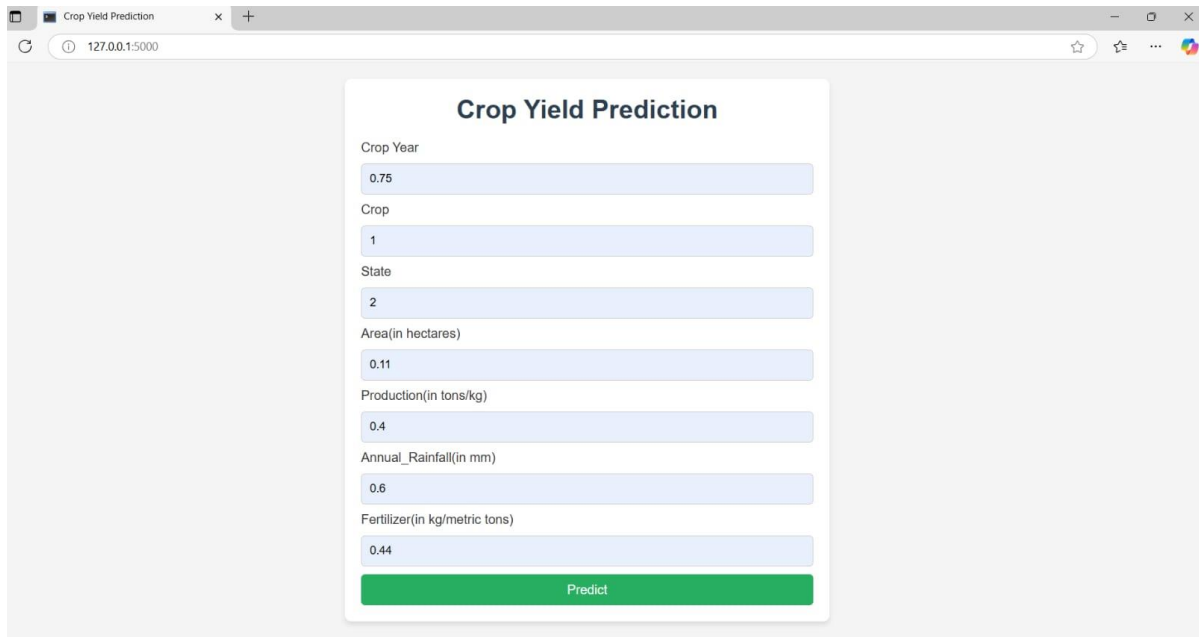 Crop Yield Prediction
127.0.0.1:5000
Crop Yield Prediction
Crop Year
0.75
Crop
1
State
2
Area(in hectares)
0.11
Production(in tons/kg)
0.4
Annual_Rainfall(in mm)
0.6
Fertilizer(in kg/metric tons)
0.44
Predict